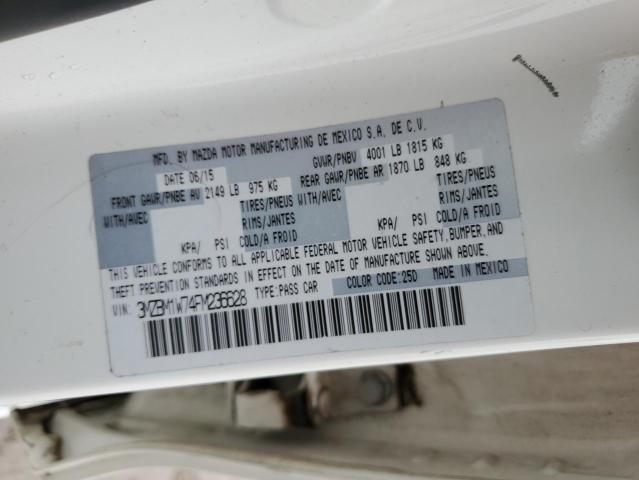 MFD. BY MAZDA MOTOR MANUFACTURING DE MEXICO S.A. DE C.V.
DATE 06/15 GVWR/PNBV 4001 LB 1815 KG
FRONT GAWR/PNBE AV 2149 LB 975 KG REAR GAWR/PNBE AR 1870 LB 848 KG
WITH/AVEC TIRES/PNEUS WITH/AVEC TIRES/PNEUS
RIMS/JANTES RIMS/JANTES
KPA/ PSI COLD/A FROID KPA/ PSI COLD/A FROID
THIS VEHICLE CONFORMS TO ALL APPLICABLE FEDERAL MOTOR VEHICLE SAFETY, BUMPER, AND
THEFT PREVENTION STANDARDS IN EFFECT ON THE DATE OF MANUFACTURE SHOWN ABOVE.
VIN: 3MZBM1W74FM236628 TYPE:PASS CAR COLOR CODE:25D MADE IN MEXICO